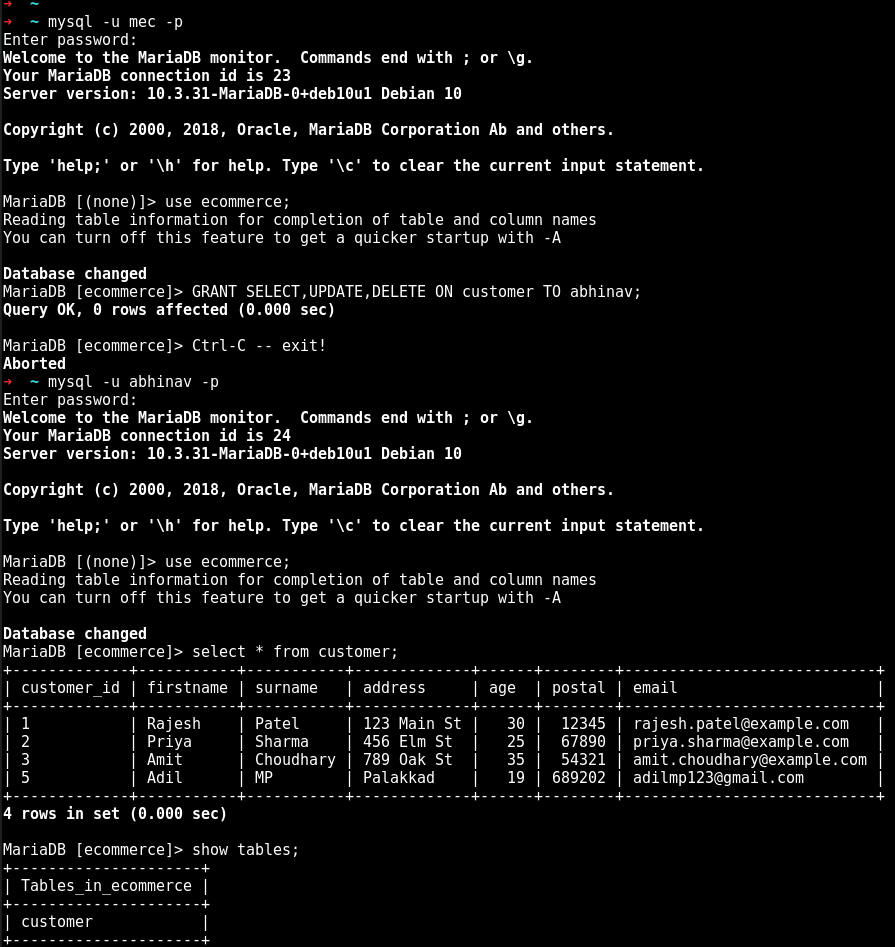 ➜  ~
➜  ~ mysql -u mec -p
Enter password:
Welcome to the MariaDB monitor.  Commands end with ; or \g.
Your MariaDB connection id is 23
Server version: 10.3.31-MariaDB-0+deb10u1 Debian 10

Copyright (c) 2000, 2018, Oracle, MariaDB Corporation Ab and others.

Type 'help;' or '\h' for help. Type '\c' to clear the current input statement.

MariaDB [(none)]> use ecommerce;
Reading table information for completion of table and column names
You can turn off this feature to get a quicker startup with -A

Database changed
MariaDB [ecommerce]> GRANT SELECT,UPDATE,DELETE ON customer TO abhinav;
Query OK, 0 rows affected (0.000 sec)

MariaDB [ecommerce]> Ctrl-C -- exit!
Aborted
➜  ~ mysql -u abhinav -p
Enter password:
Welcome to the MariaDB monitor.  Commands end with ; or \g.
Your MariaDB connection id is 24
Server version: 10.3.31-MariaDB-0+deb10u1 Debian 10

Copyright (c) 2000, 2018, Oracle, MariaDB Corporation Ab and others.

Type 'help;' or '\h' for help. Type '\c' to clear the current input statement.

MariaDB [(none)]> use ecommerce;
Reading table information for completion of table and column names
You can turn off this feature to get a quicker startup with -A

Database changed
MariaDB [ecommerce]> select * from customer;
+-------------+-----------+-----------+-------------+------+--------+----------------------------+
| customer_id | firstname | surname   | address     | age  | postal | email                      |
+-------------+-----------+-----------+-------------+------+--------+----------------------------+
| 1           | Rajesh    | Patel     | 123 Main St |   30 |  12345 | rajesh.patel@example.com   |
| 2           | Priya     | Sharma    | 456 Elm St  |   25 |  67890 | priya.sharma@example.com   |
| 3           | Amit      | Choudhary | 789 Oak St  |   35 |  54321 | amit.choudhary@example.com |
| 5           | Adil      | MP        | Palakkad    |   19 | 689202 | adilmp123@gmail.com        |
+-------------+-----------+-----------+-------------+------+--------+----------------------------+
4 rows in set (0.000 sec)

MariaDB [ecommerce]> show tables;
+---------------------+
| Tables_in_ecommerce |
+---------------------+
| customer            |
+---------------------+